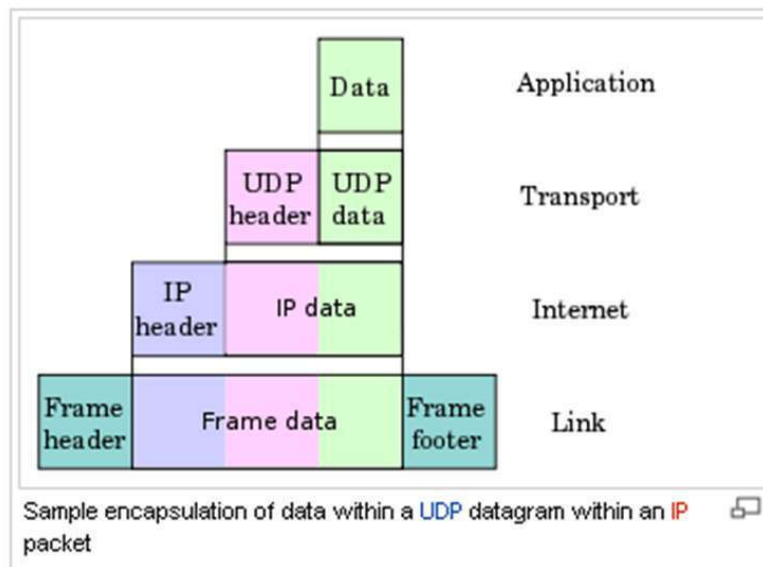 Data
Application
UDP
header
UDP
data
Transport
IP
header
IP data
Internet
Frame
header
Frame data
Frame
footer
Link
Sample encapsulation of data within a UDP datagram within an IP
packet